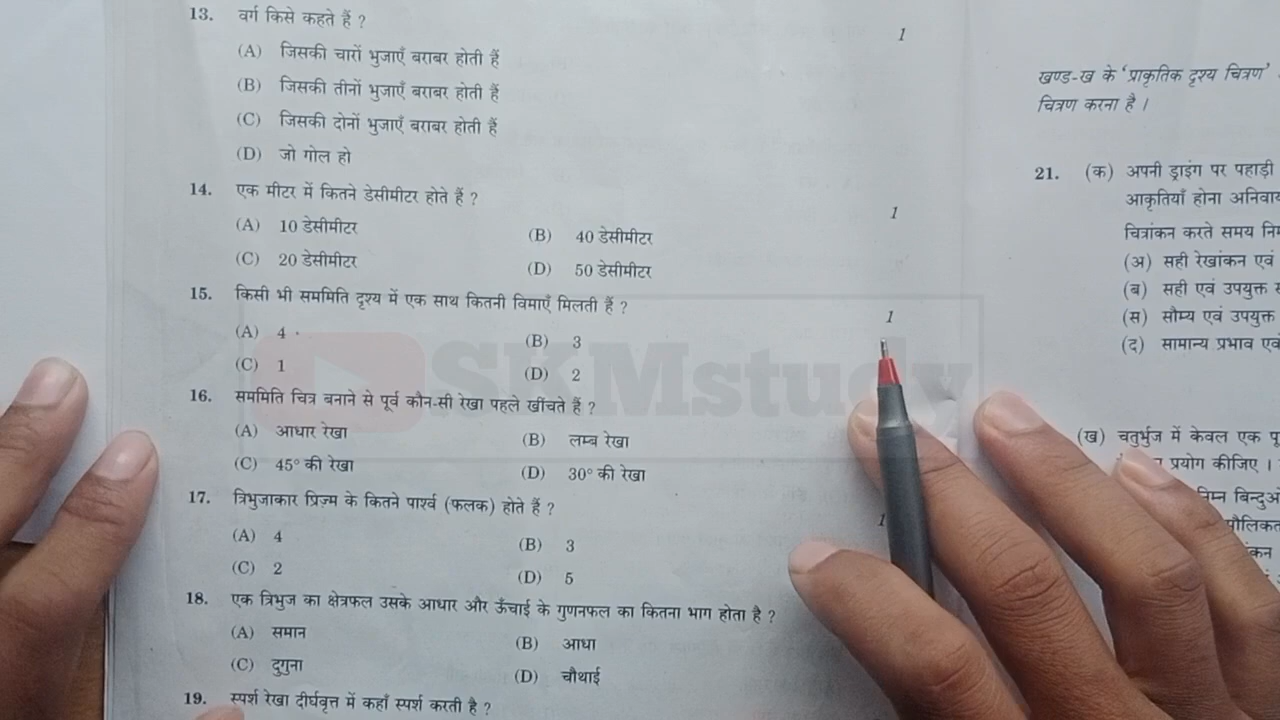 13. वर्ग किसे कहते हैं ? 1
(A) जिसकी चारों भुजाएँ बराबर होती हैं
(B) जिसकी तीनों भुजाएँ बराबर होती हैं
(C) जिसकी दोनों भुजाएँ बराबर होती हैं
(D) जो गोल हो
14. एक मीटर में कितने डेसीमीटर होते हैं ? 1
(A) 10 डेसीमीटर (B) 40 डेसीमीटर
(C) 20 डेसीमीटर (D) 50 डेसीमीटर
15. किसी भी सममिति दृश्य में एक साथ कितनी विमाएँ मिलती हैं ? 1
(A) 4 (B) 3
(C) 1 (D) 2
16. सममिति चित्र बनाने से पूर्व कौन-सी रेखा पहले खींचते हैं ?
(A) आधार रेखा (B) लम्ब रेखा
(C) 45° की रेखा (D) 30° की रेखा
17. त्रिभुजाकार प्रिज़्म के कितने पार्श्व (फलक) होते हैं ? 1
(A) 4 (B) 3
(C) 2 (D) 5
18. एक त्रिभुज का क्षेत्रफल उसके आधार और ऊँचाई के गुणनफल का कितना भाग होता है ?
(A) समान (B) आधा
(C) दुगुना (D) चौथाई
19. स्पर्श रेखा दीर्घवृत्त में कहाँ स्पर्श करती है ?
SKMstudy
खण्ड-ख के 'प्राकृतिक दृश्य चित्रण'
चित्रण करना है ।
21. (क) अपनी ड्राइंग पर पहाड़ी
आकृतियाँ होना
चित्रांकन करते समय
(अ) सही रेखांकन एवं
(ब) सही एवं उपयुक्त
(स) सौम्य एवं उपयुक्त
(द) सामान्य प्रभाव
(ख) चतुर्भुज में केवल एक
प्रयोग कीजिए ।